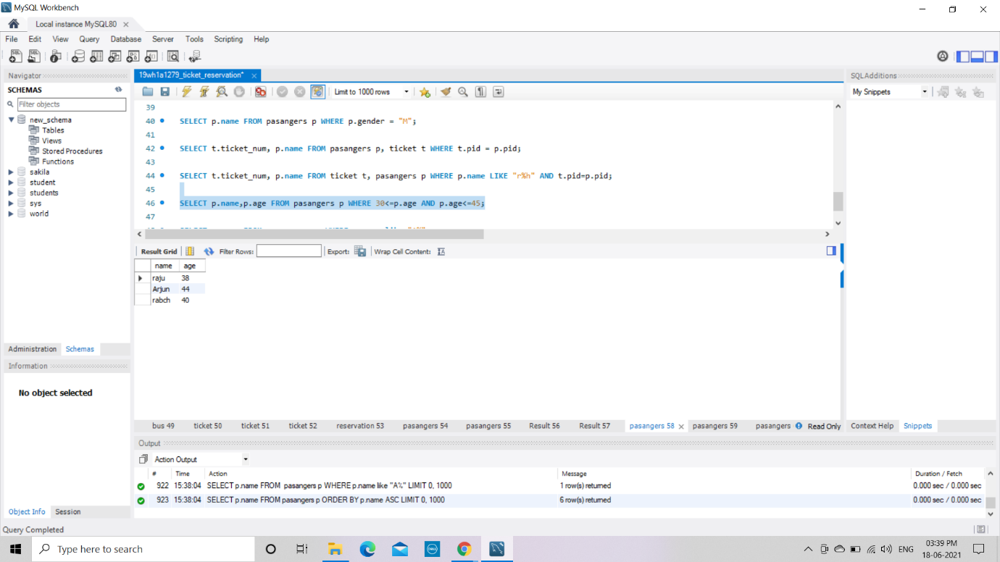 MySQL Workbench
Local instance MySQL80
File Edit View Query Database Server Tools Scripting Help
Navigator
SCHEMAS
Filter objects
new_schema
Tables
Views
Stored Procedures
Functions
sakila
student
students
sys
world
Administration Schemas
Information
No object selected
Object Info Session
19wh1a1279_ticket_reservation*
Limit to 1000 rows
39
40 SELECT p.name FROM pasangers p WHERE p.gender = "M";
41
42 SELECT t.ticket_num, p.name FROM pasangers p, ticket t WHERE t.pid = p.pid;
43
44 SELECT t.ticket_num, p.name FROM ticket t, pasangers p WHERE p.name LIKE "r%h" AND t.pid=p.pid;
45
46 SELECT p.name,p.age FROM pasangers p WHERE 30<=p.age AND p.age<=45;
47
Result Grid Filter Rows: Export: Wrap Cell Content:
name age
raju 38
Arjun 44
rabch 40
bus 49 ticket 50 ticket 51 ticket 52 reservation 53 pasangers 54 pasangers 55 Result 56 Result 57 pasangers 58 pasangers 59 pasangers Read Only
Output
Action Output
# Time Action Message Duration / Fetch
922 15:38:04 SELECT p.name FROM pasangers p WHERE p.name like "A%" LIMIT 0, 1000 1 row(s) returned 0.000 sec / 0.000 sec
923 15:38:04 SELECT p.name FROM pasangers p ORDER BY p.name ASC LIMIT 0, 1000 6 row(s) returned 0.000 sec / 0.000 sec
SQLAdditions
My Snippets
Context Help Snippets
Query Completed
Type here to search
ENG
03:39 PM
18-06-2021